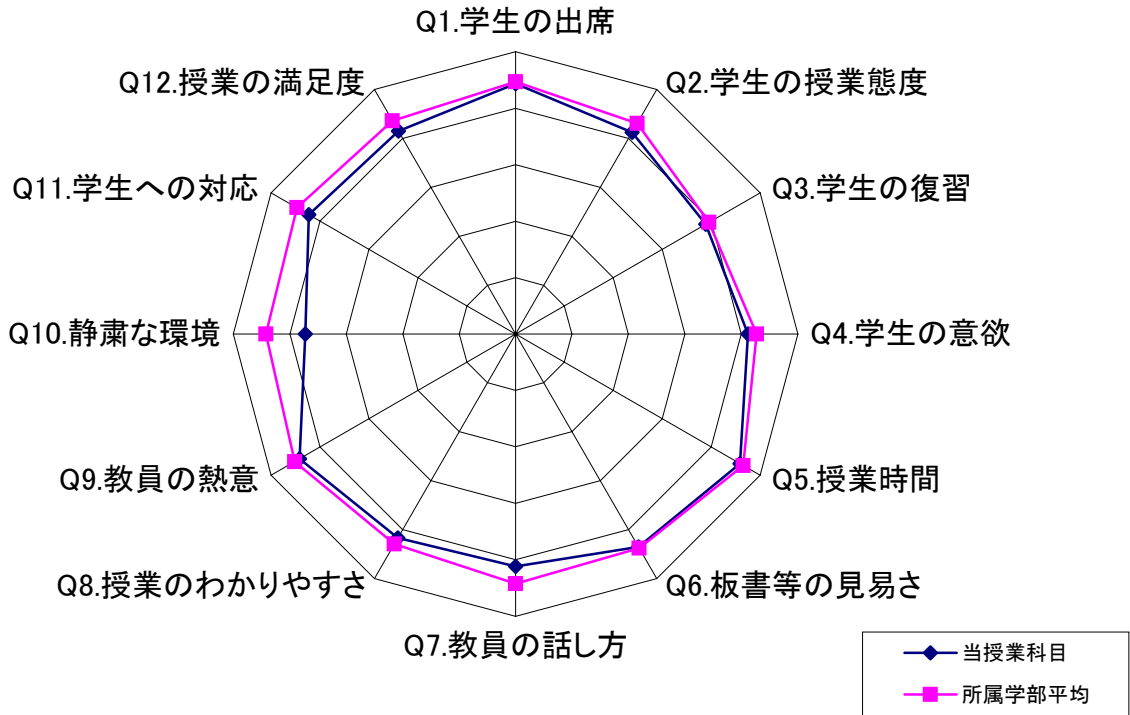 Q1.学生の出席
Q2.学生の授業態度
Q3.学生の復習
Q4.学生の意欲
Q5.授業時間
Q6.板書等の見易さ
Q7.教員の話し方
Q8.授業のわかりやすさ
Q9.教員の熱意
Q10.静粛な環境
Q11.学生への対応
Q12.授業の満足度
当授業科目
所属学部平均